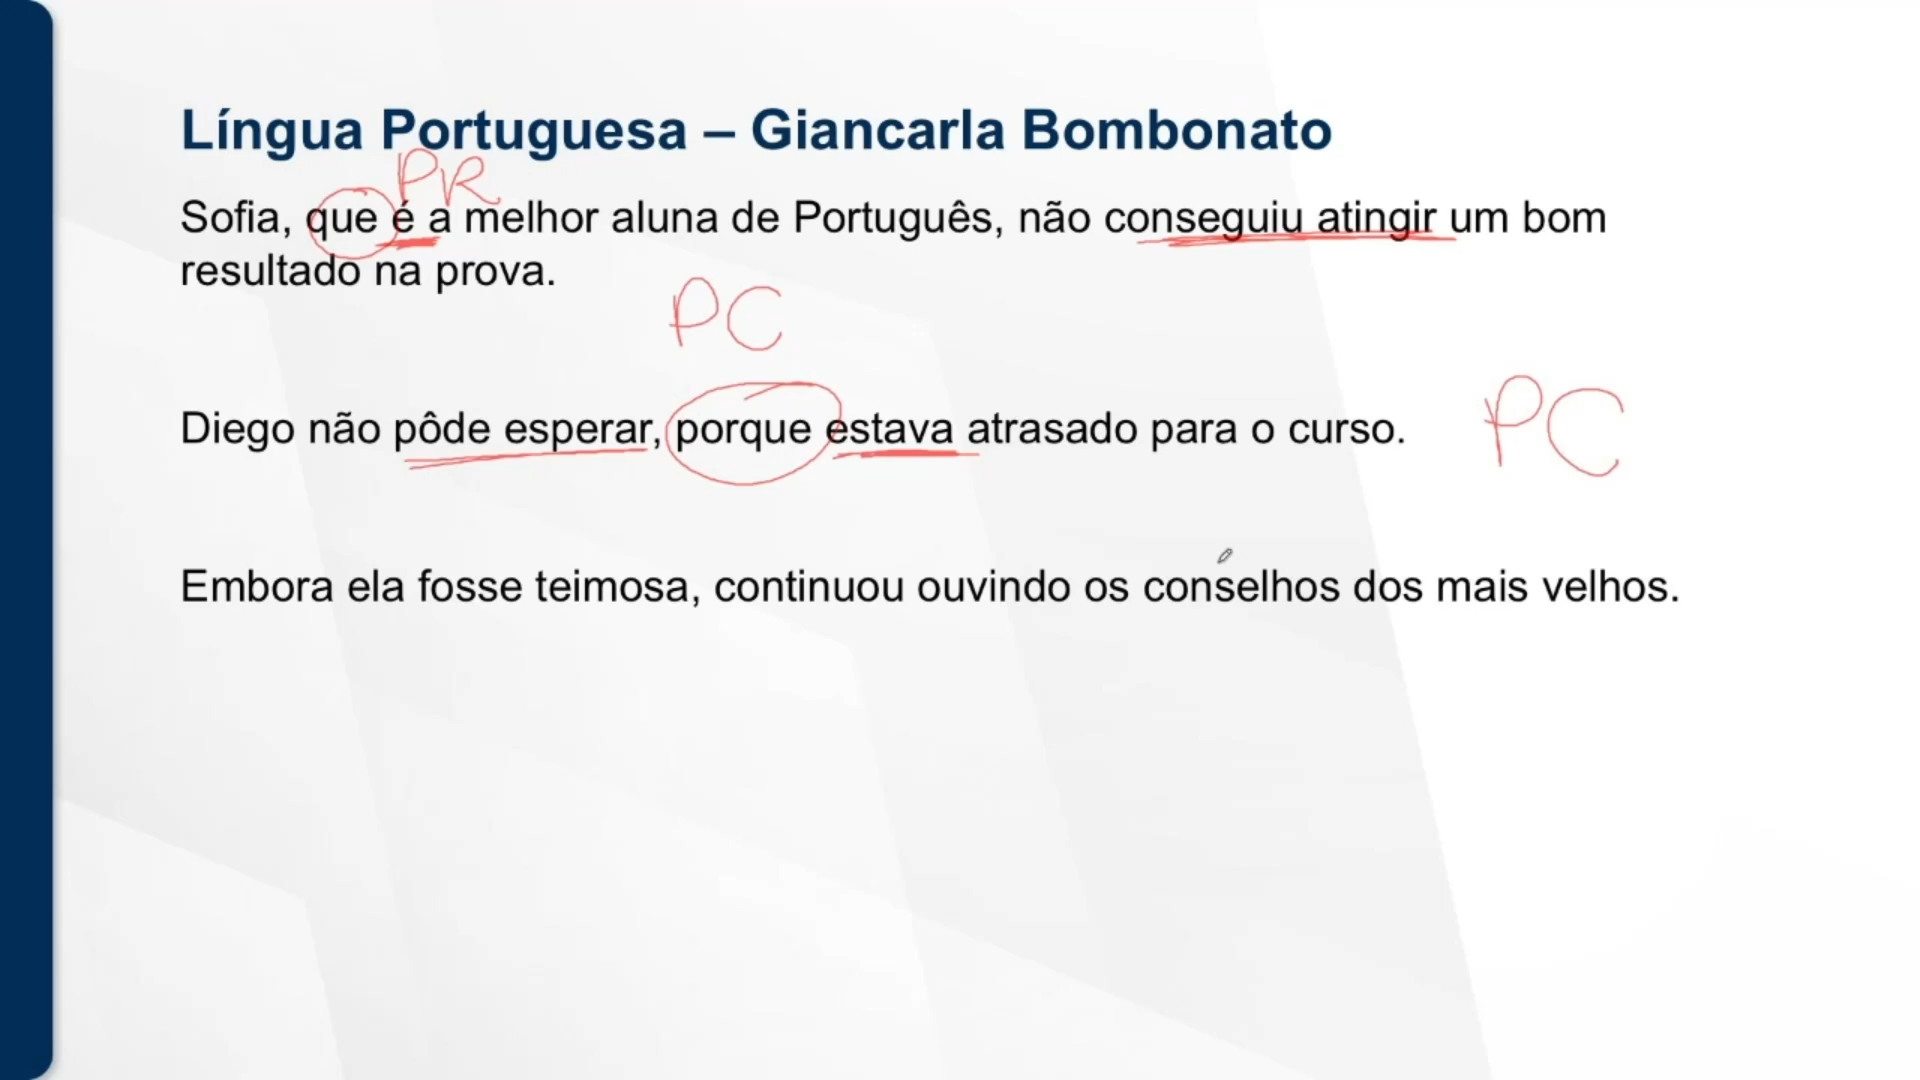 Língua Portuguesa – Giancarla Bombonato
PR
Sofia, que é a melhor aluna de Português, não conseguiu atingir um bom
resultado na prova.
PC
Diego não pôde esperar, porque estava atrasado para o curso. PC
Embora ela fosse teimosa, continuou ouvindo os conselhos dos mais velhos.